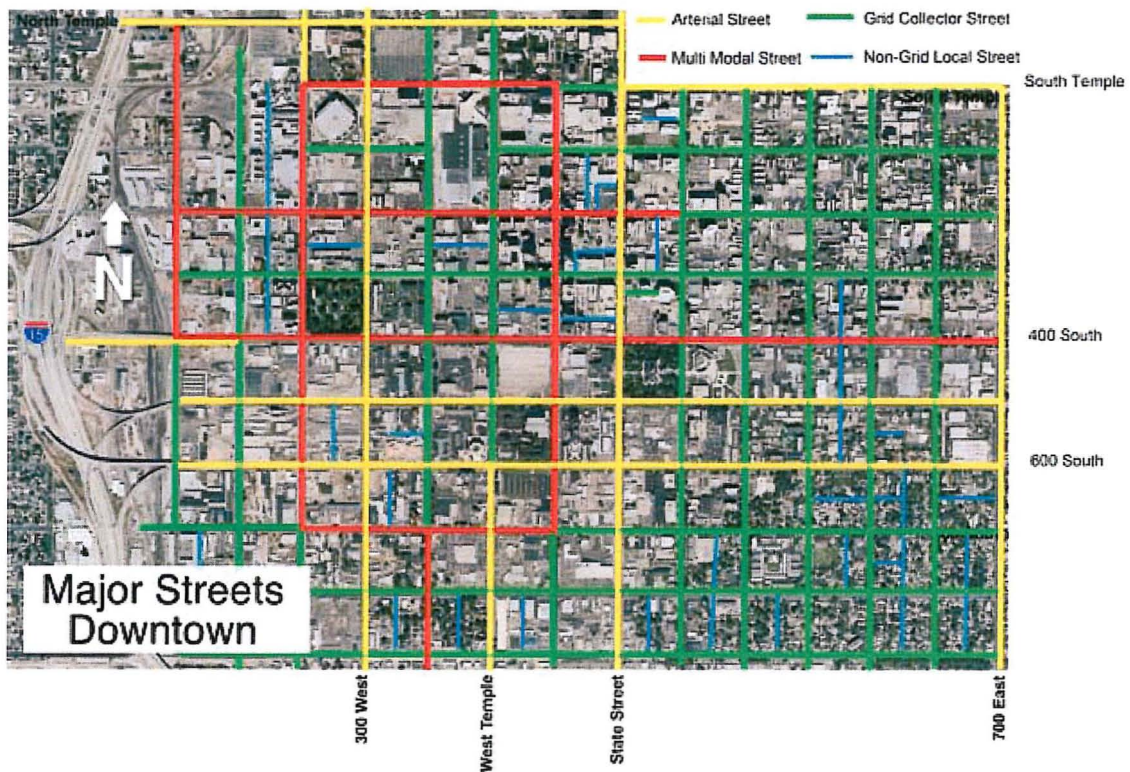 North Temple
Arterial Street
Grid Collector Street
Multi Modal Street
Non-Grid Local Street
South Temple
N
15
400 South
600 South
Major Streets
Downtown
300 West
West Temple
State Street
700 East